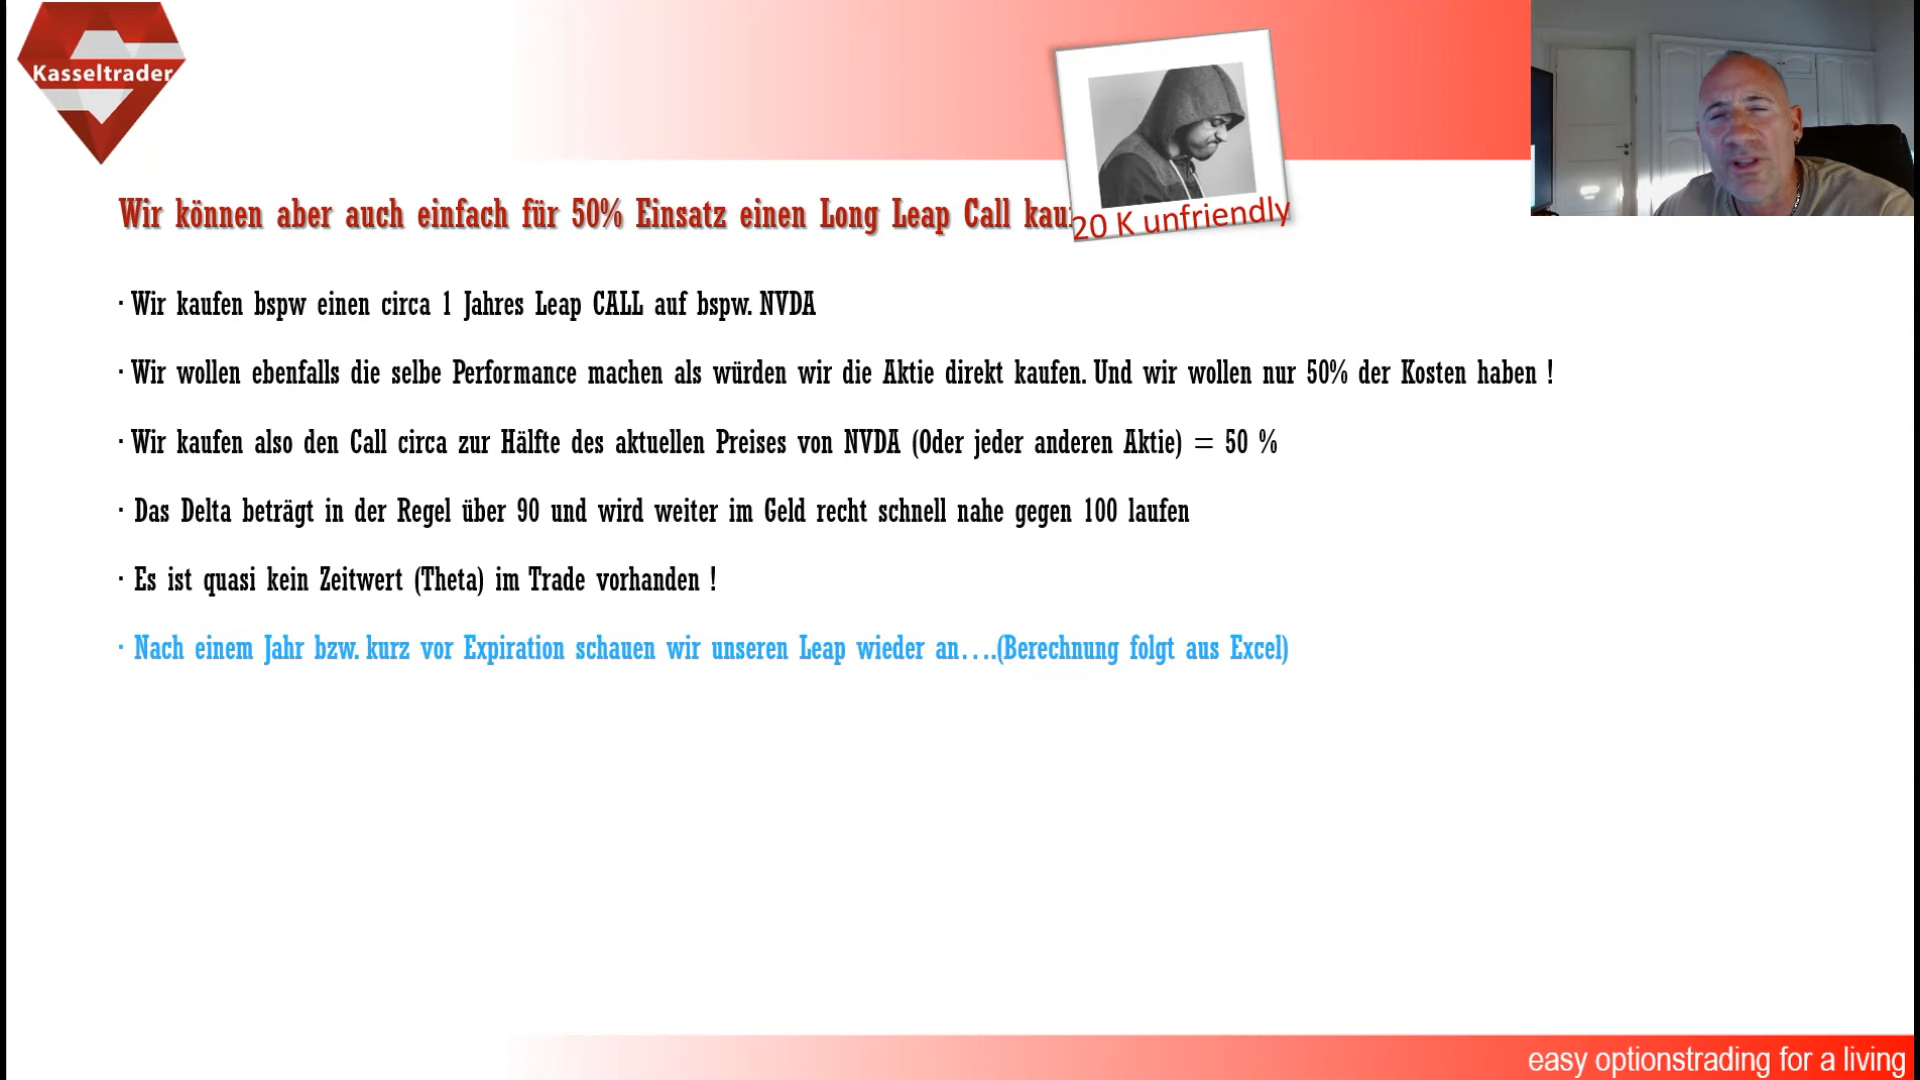 Kasseltrader
Wir können aber auch einfach für 50% Einsatz einen Long Leap Call
20 K unfriendly
· Wir kaufen bspw einen circa 1 Jahres Leap CALL auf bspw. NVDA
· Wir wollen ebenfalls die selbe Performance machen als würden wir die Aktie direkt kaufen. Und wir wollen nur 50% der Kosten haben !
· Wir kaufen also den Call circa zur Hälfte des aktuellen Preises von NVDA (Oder jeder anderen Aktie) = 50 %
· Das Delta beträgt in der Regel über 90 und wird weiter im Geld recht schnell nahe gegen 100 laufen
· Es ist quasi kein Zeitwert (Theta) im Trade vorhanden !
· Nach einem Jahr bzw. kurz vor Expiration schauen wir unseren Leap wieder an….(Berechnung folgt aus Excel)
easy optionstrading for a living